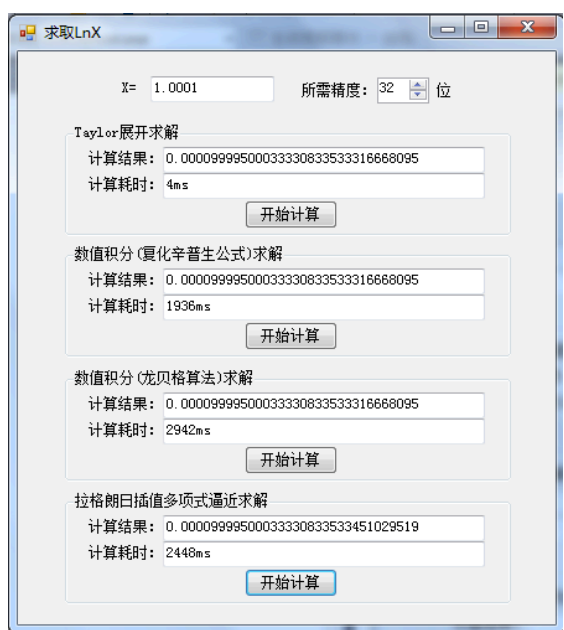 求取LnX
X= 1.0001 所需精度: 32 位
Taylor展开求解
计算结果: 0.00009999500033330833533316668095
计算耗时: 4ms
开始计算
数值积分(复化辛普生公式)求解
计算结果: 0.00009999500033330833533316668095
计算耗时: 1936ms
开始计算
数值积分(龙贝格算法)求解
计算结果: 0.00009999500033330833533316668095
计算耗时: 2942ms
开始计算
拉格朗日插值多项式逼近求解
计算结果: 0.00009999500033330833533451029519
计算耗时: 2448ms
开始计算